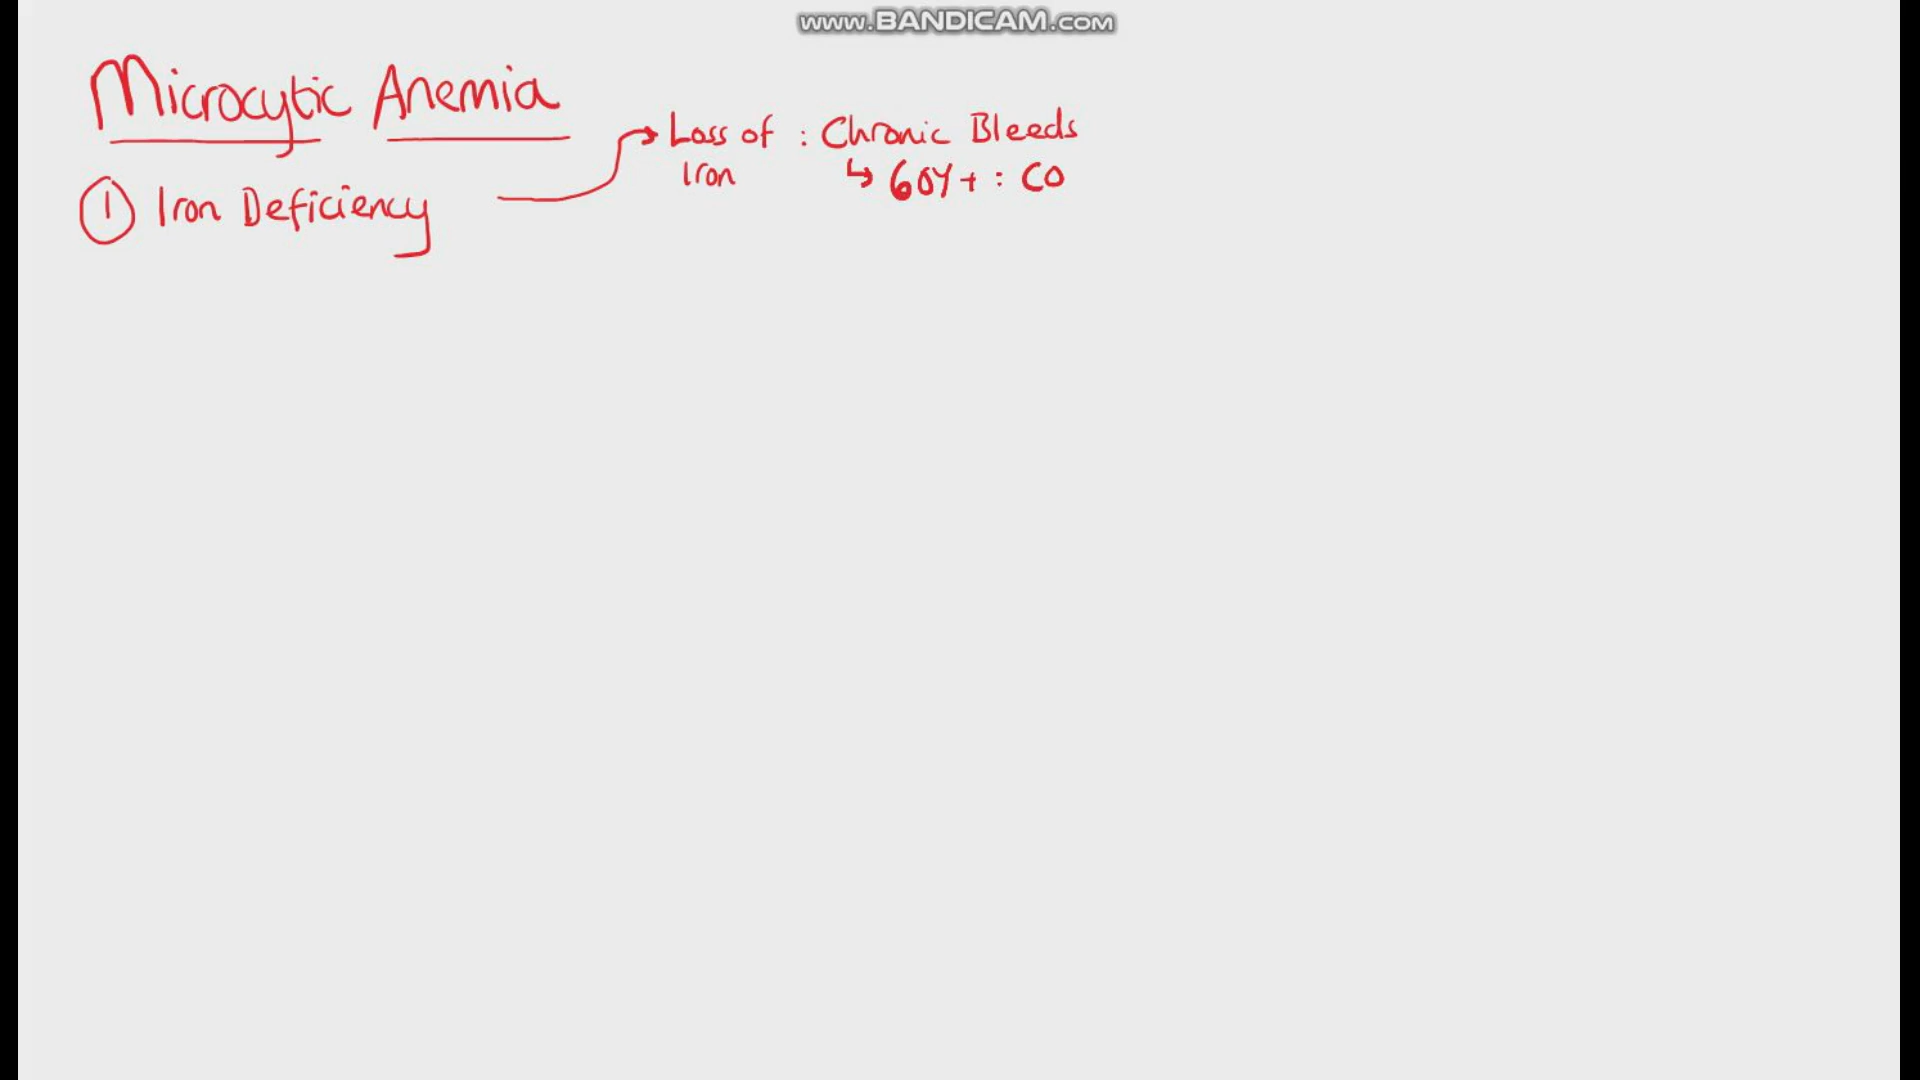 www.BANDICAM.com
Microcytic Anemia
① Iron Deficiency
Loss of : Chronic Bleeds
Iron
↳ 60Y+ : CO